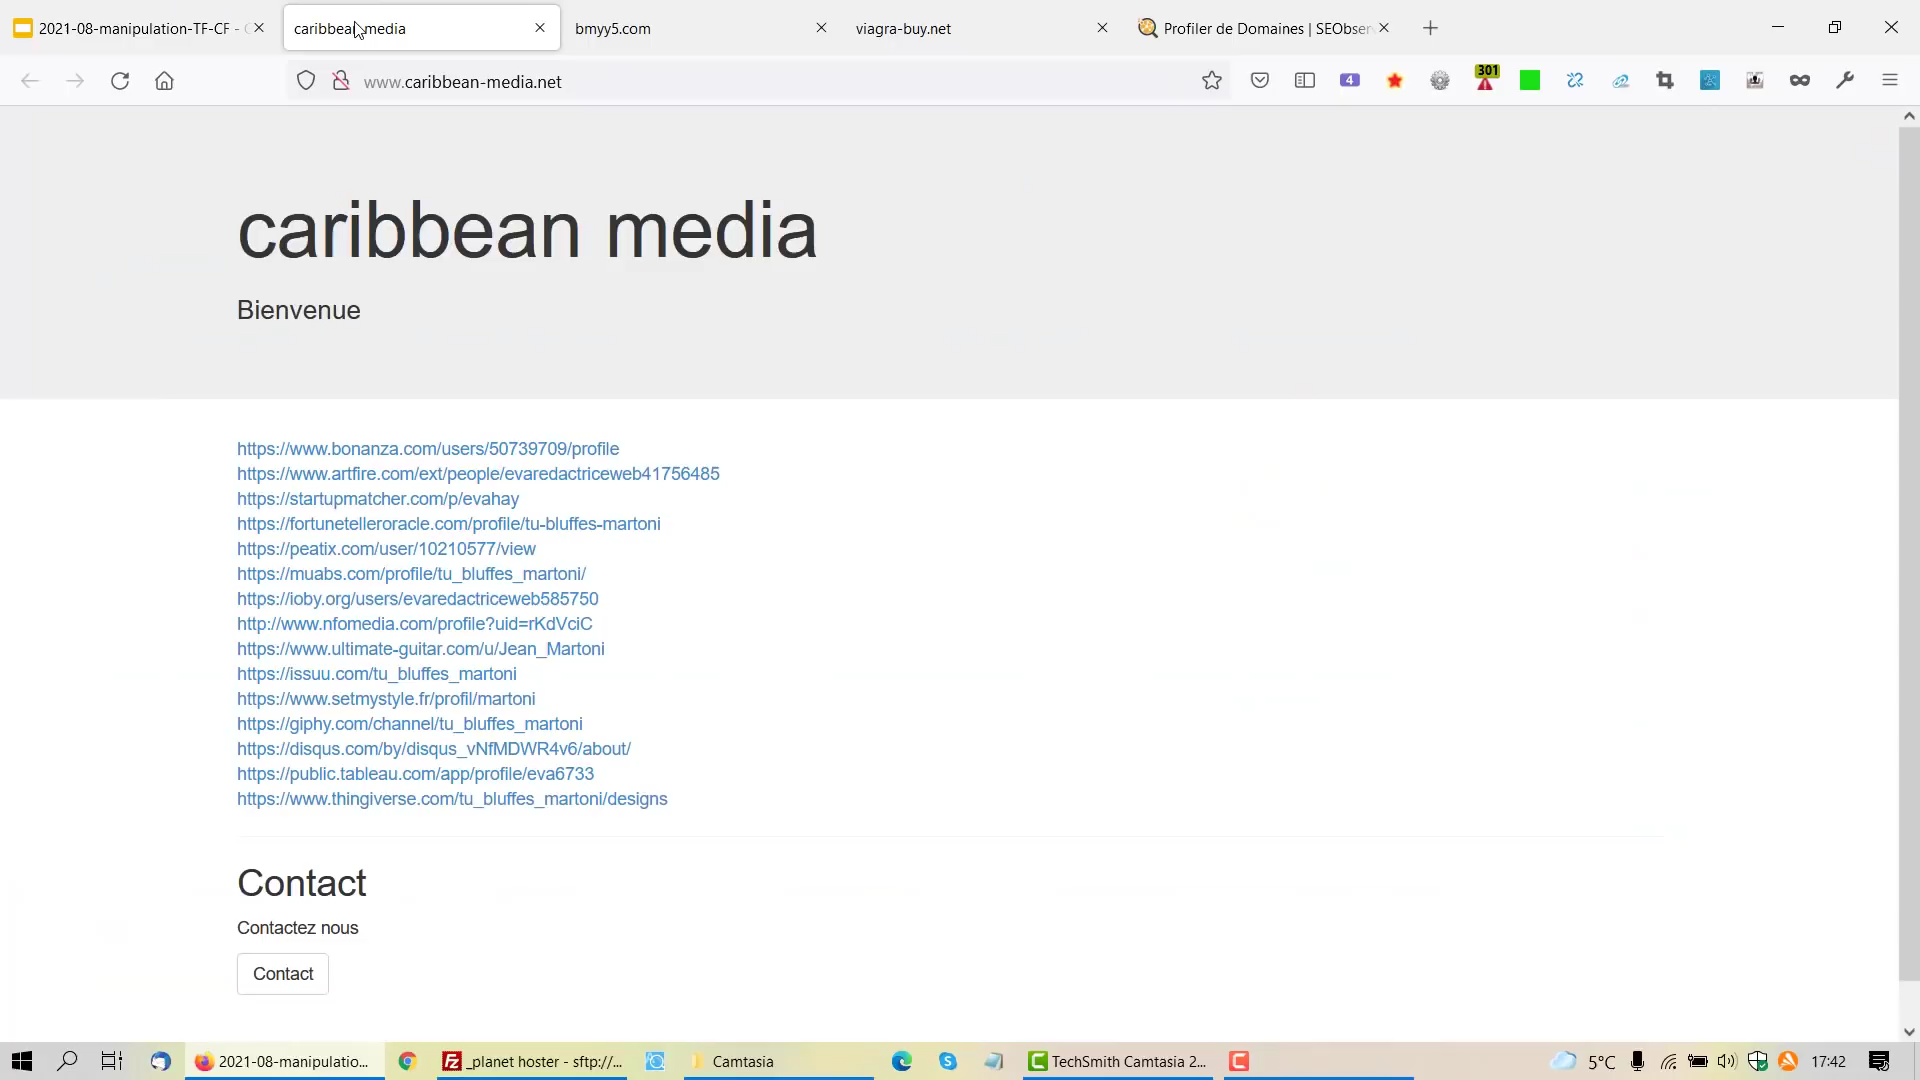 2021-08-manipulation-TF-CF -
caribbean media
bmyy5.com
viagra-buy.net
Profiler de Domaines | SEObser
www.caribbean-media.net
4
301
caribbean media
Bienvenue
https://www.bonanza.com/users/50739709/profile
https://www.artfire.com/ext/people/evaredactriceweb41756485
https://startupmatcher.com/p/evahay
https://fortunetelleroracle.com/profile/tu-bluffes-martoni
https://peatix.com/user/10210577/view
https://muabs.com/profile/tu_bluffes_martoni/
https://ioby.org/users/evaredactriceweb585750
http://www.nfomedia.com/profile?uid=rKdVciC
https://www.ultimate-guitar.com/u/Jean_Martoni
https://issuu.com/tu_bluffes_martoni
https://www.setmystyle.fr/profil/martoni
https://giphy.com/channel/tu_bluffes_martoni
https://disqus.com/by/disqus_vNfMDWR4v6/about/
https://public.tableau.com/app/profile/eva6733
https://www.thingiverse.com/tu_bluffes_martoni/designs
Contact
Contactez nous
Contact
2021-08-manipulatio...
_planet hoster - sftp://...
Camtasia
TechSmith Camtasia 2...
5°C
17:42